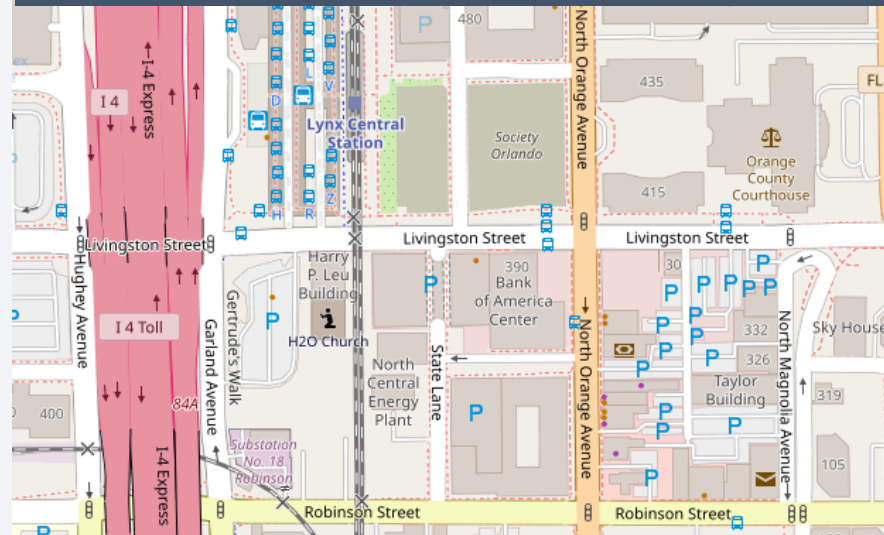 480
North Orange Avenue
P
I-4 Express
435
FL
I 4
L
V
D
Lynx Central
Station
Society
Orlando
Orange
County
Courthouse
415
Z
H
R
Livingston Street
Livingston Street
Livingston Street
Hughey Avenue
Harry
P. Leu
Building
390
Bank
of America
Center
30
P
P
P
P
P
P
P
P
Gertrude's Walk
P
i
H2O Church
I 4 Toll
Garland Avenue
P
P
332
North Magnolia Avenue
Sky House
North Orange Avenue
State Lane
P
P
P
326
North
Central
Energy
Plant
Taylor
Building
319
84A
400
P
P
P
P
Substation
No. 18
Robinson
I-4 Express
105
P
Robinson Street
Robinson Street
P